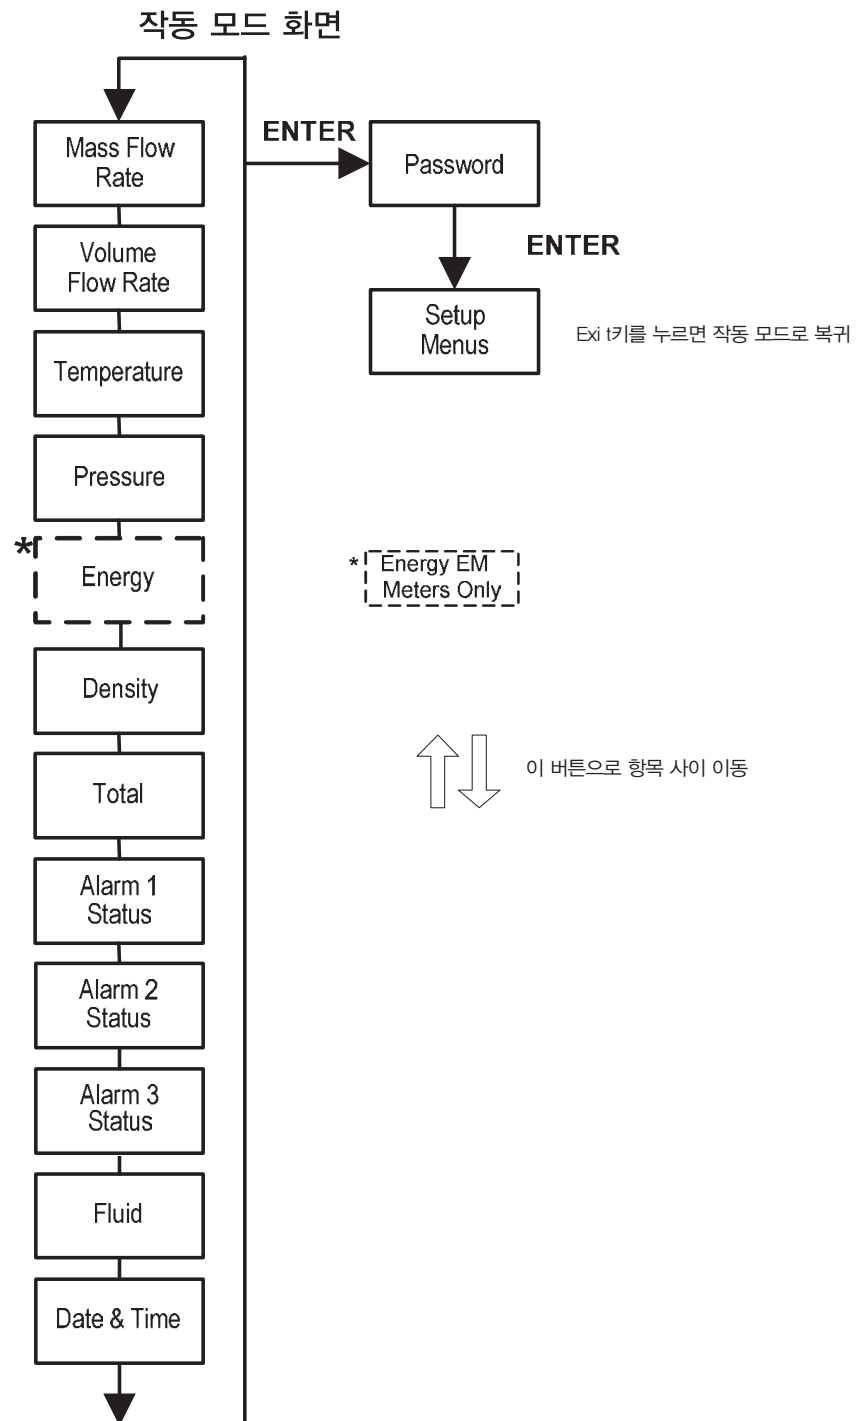 작동 모드 화면
Mass Flow
Rate
ENTER
Password
Volume
Flow Rate
ENTER
Setup
Menus
Exi t키를 누르면 작동 모드로 복귀
Temperature
Pressure
*
Energy
* Energy EM
Meters Only
Density
이 버튼으로 항목 사이 이동
Total
Alarm 1
Status
Alarm 2
Status
Alarm 3
Status
Fluid
Date & Time